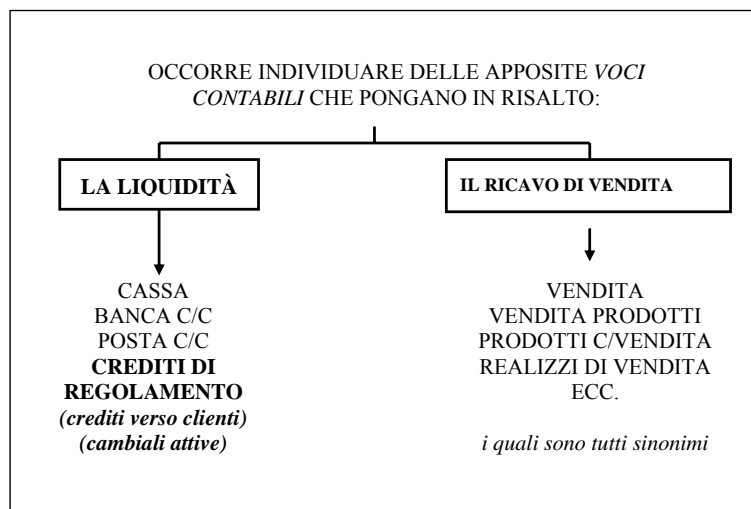 OCCORRE INDIVIDUARE DELLE APPOSITE VOCI
CONTABILI CHE PONGANO IN RISALTO:
LA LIQUIDITÀ
CASSA
BANCA C/C
POSTA C/C
CREDITI DI
REGOLAMENTO
(crediti verso clienti)
(cambiali attive)
IL RICAVO DI VENDITA
VENDITA
VENDITA PRODOTTI
PRODOTTI C/VENDITA
REALIZZI DI VENDITA
ECC.
i quali sono tutti sinonimi